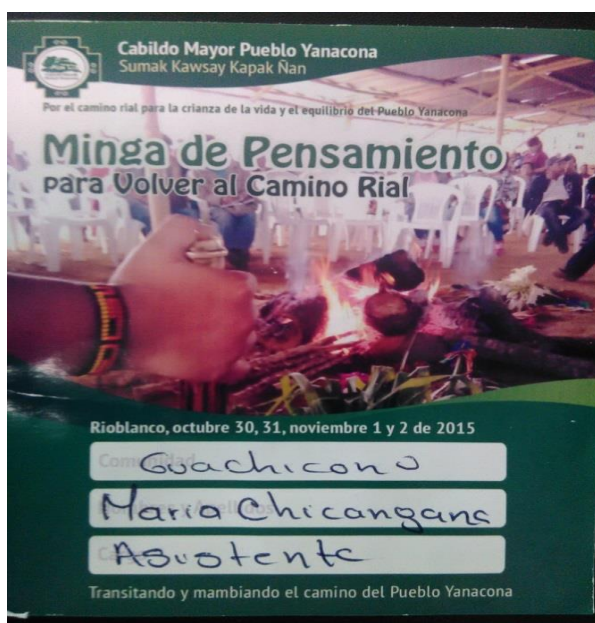 Cabildo Mayor Pueblo Yanacona
Sumak Kawsay Kapak Ñan
Por el camino rial para la crianza de la vida y el equilibrio del Pueblo Yanacona
Minga de Pensamiento
para Volver al Camino Rial
Rioblanco, octubre 30, 31, noviembre 1 y 2 de 2015
Comunidad
Guachicono
Maria Chicangana
Asistente
Transitando y mambiando el camino del Pueblo Yanacona